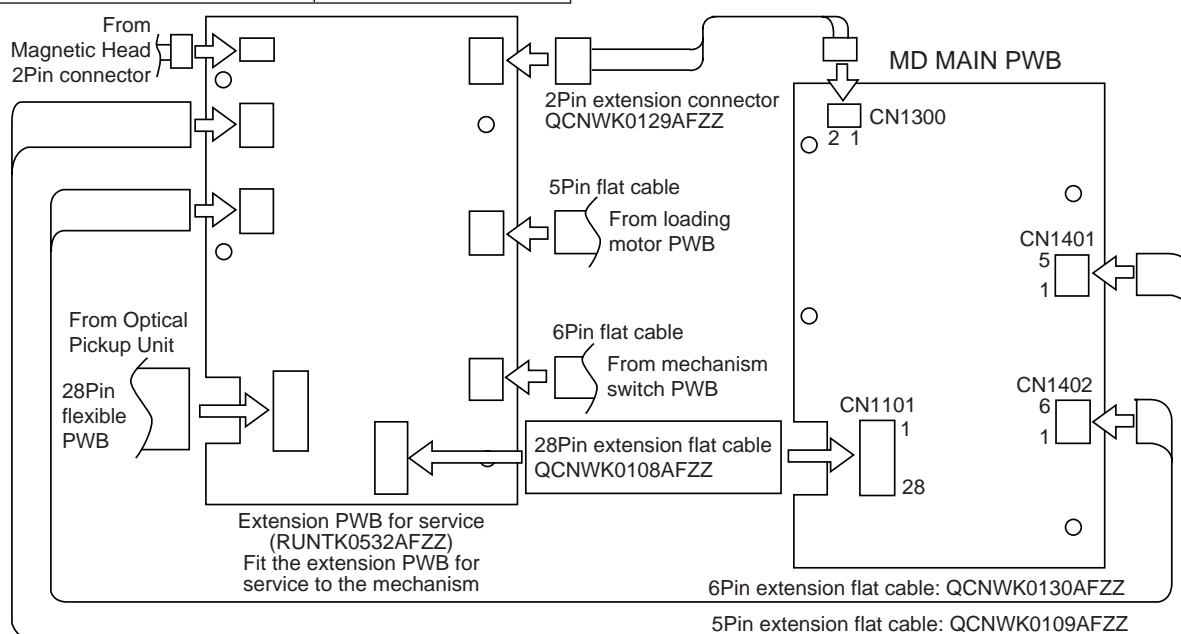 From
Magnetic Head
2Pin connector
MD MAIN PWB
2Pin extension connector
QCNWK0129AFZZ
CN1300
2 1
5Pin flat cable
From loading
motor PWB
CN1401
5
1
From Optical
Pickup Unit
28Pin
flexible
PWB
6Pin flat cable
From mechanism
switch PWB
CN1402
6
1
CN1101
1
28
28Pin extension flat cable
QCNWK0108AFZZ
Extension PWB for service
(RUNTK0532AFZZ)
Fit the extension PWB for
service to the mechanism
6Pin extension flat cable: QCNWK0130AFZZ
5Pin extension flat cable: QCNWK0109AFZZ